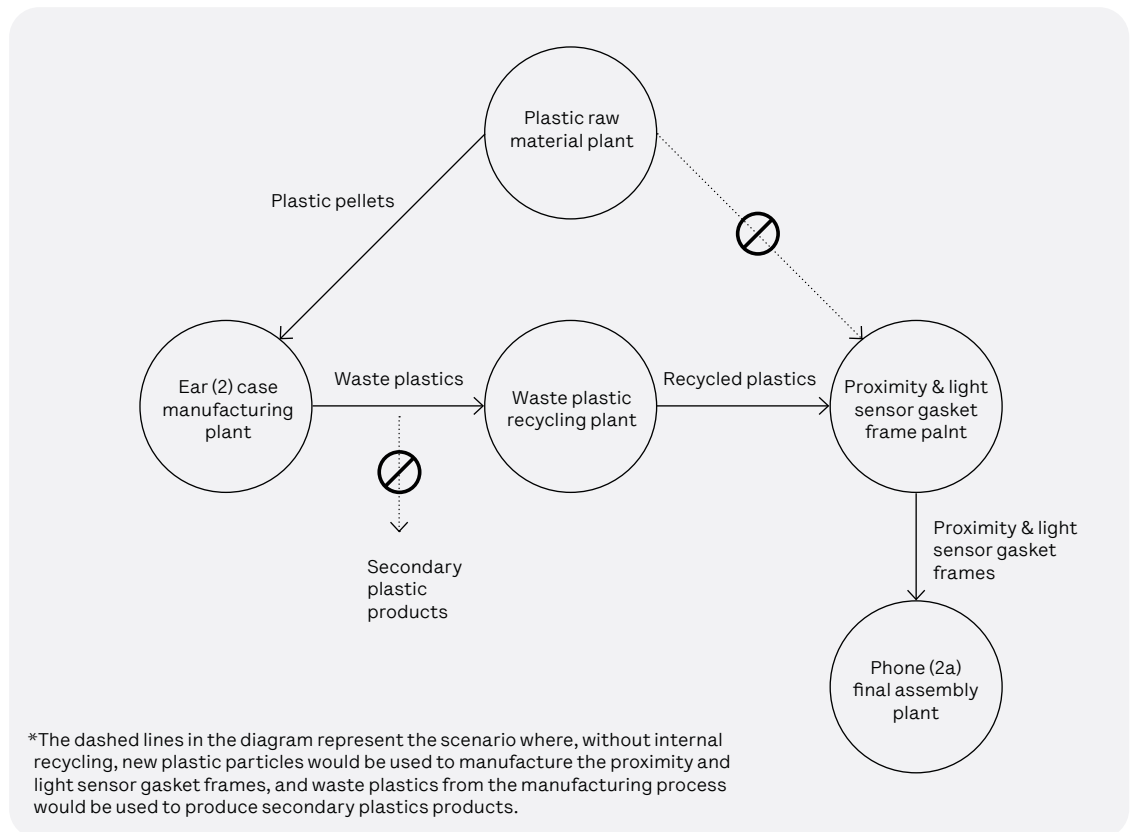 Plastic raw
material plant
Plastic pellets
Ear (2) case
manufacturing
plant
Waste plastics
Waste plastic
recycling plant
Recycled plastics
Proximity & light
sensor gasket
frame palnt
Secondary
plastic
products
Proximity & light
sensor gasket
frames
Phone (2a)
final assembly
plant
*The dashed lines in the diagram represent the scenario where, without internal
recycling, new plastic particles would be used to manufacture the proximity and
light sensor gasket frames, and waste plastics from the manufacturing process
would be used to produce secondary plastics products.